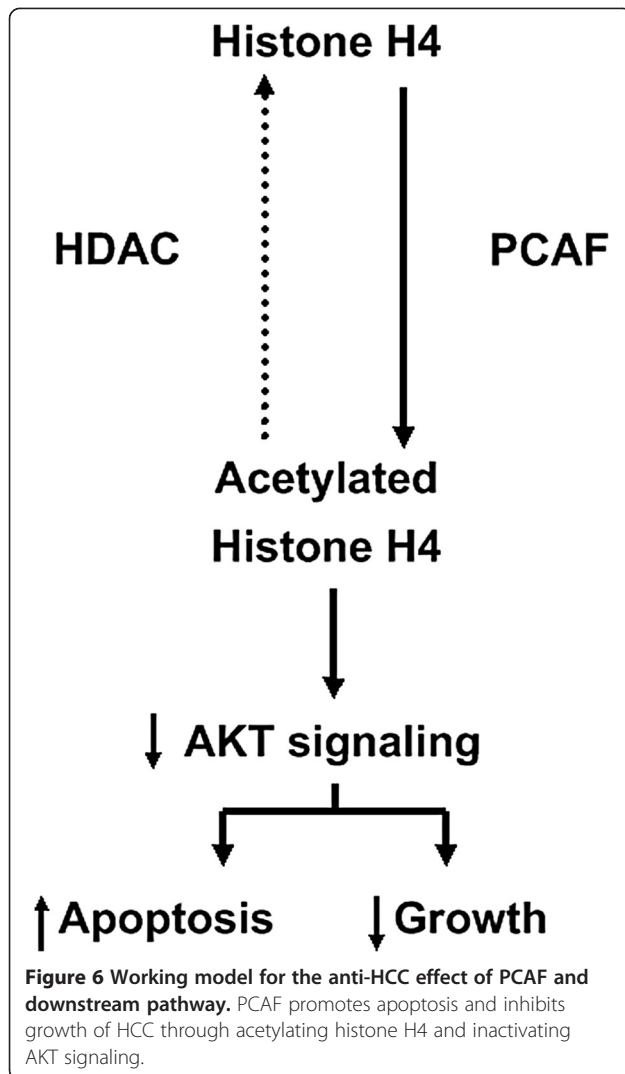 Histone H4
HDAC
PCAF
Acetylated
Histone H4
↓ AKT signaling
↑Apoptosis ↓Growth
Figure 6 Working model for the anti-HCC effect of PCAF and
downstream pathway. PCAF promotes apoptosis and inhibits
growth of HCC through acetylating histone H4 and inactivating
AKT signaling.